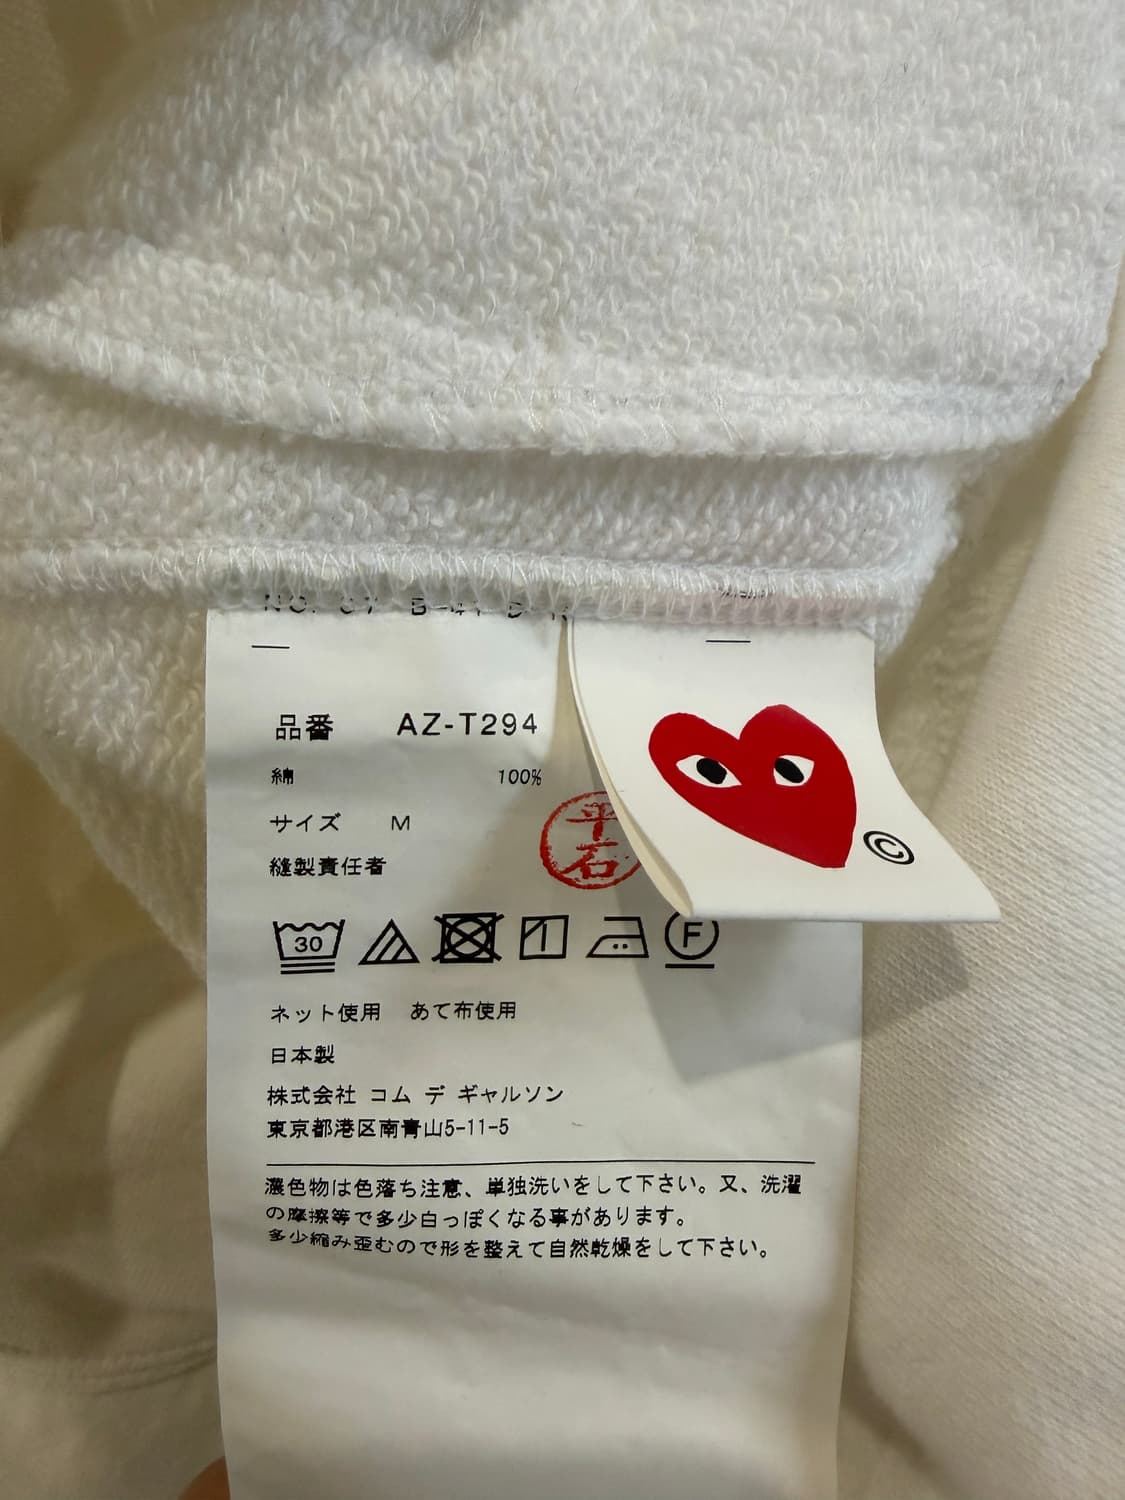 品番 AZ-T294
綿 100%
サイズ M
縫製責任者
平石
30
F
ネット使用 あて布使用
日本製
株式会社 コム デ ギャルソン
東京都港区南青山5-11-5
濃色物は色落ち注意、単独洗いをして下さい。又、洗濯
の摩擦等で多少白っぽくなる事があります。
多少縮み歪むので形を整えて自然乾燥をして下さい。
©